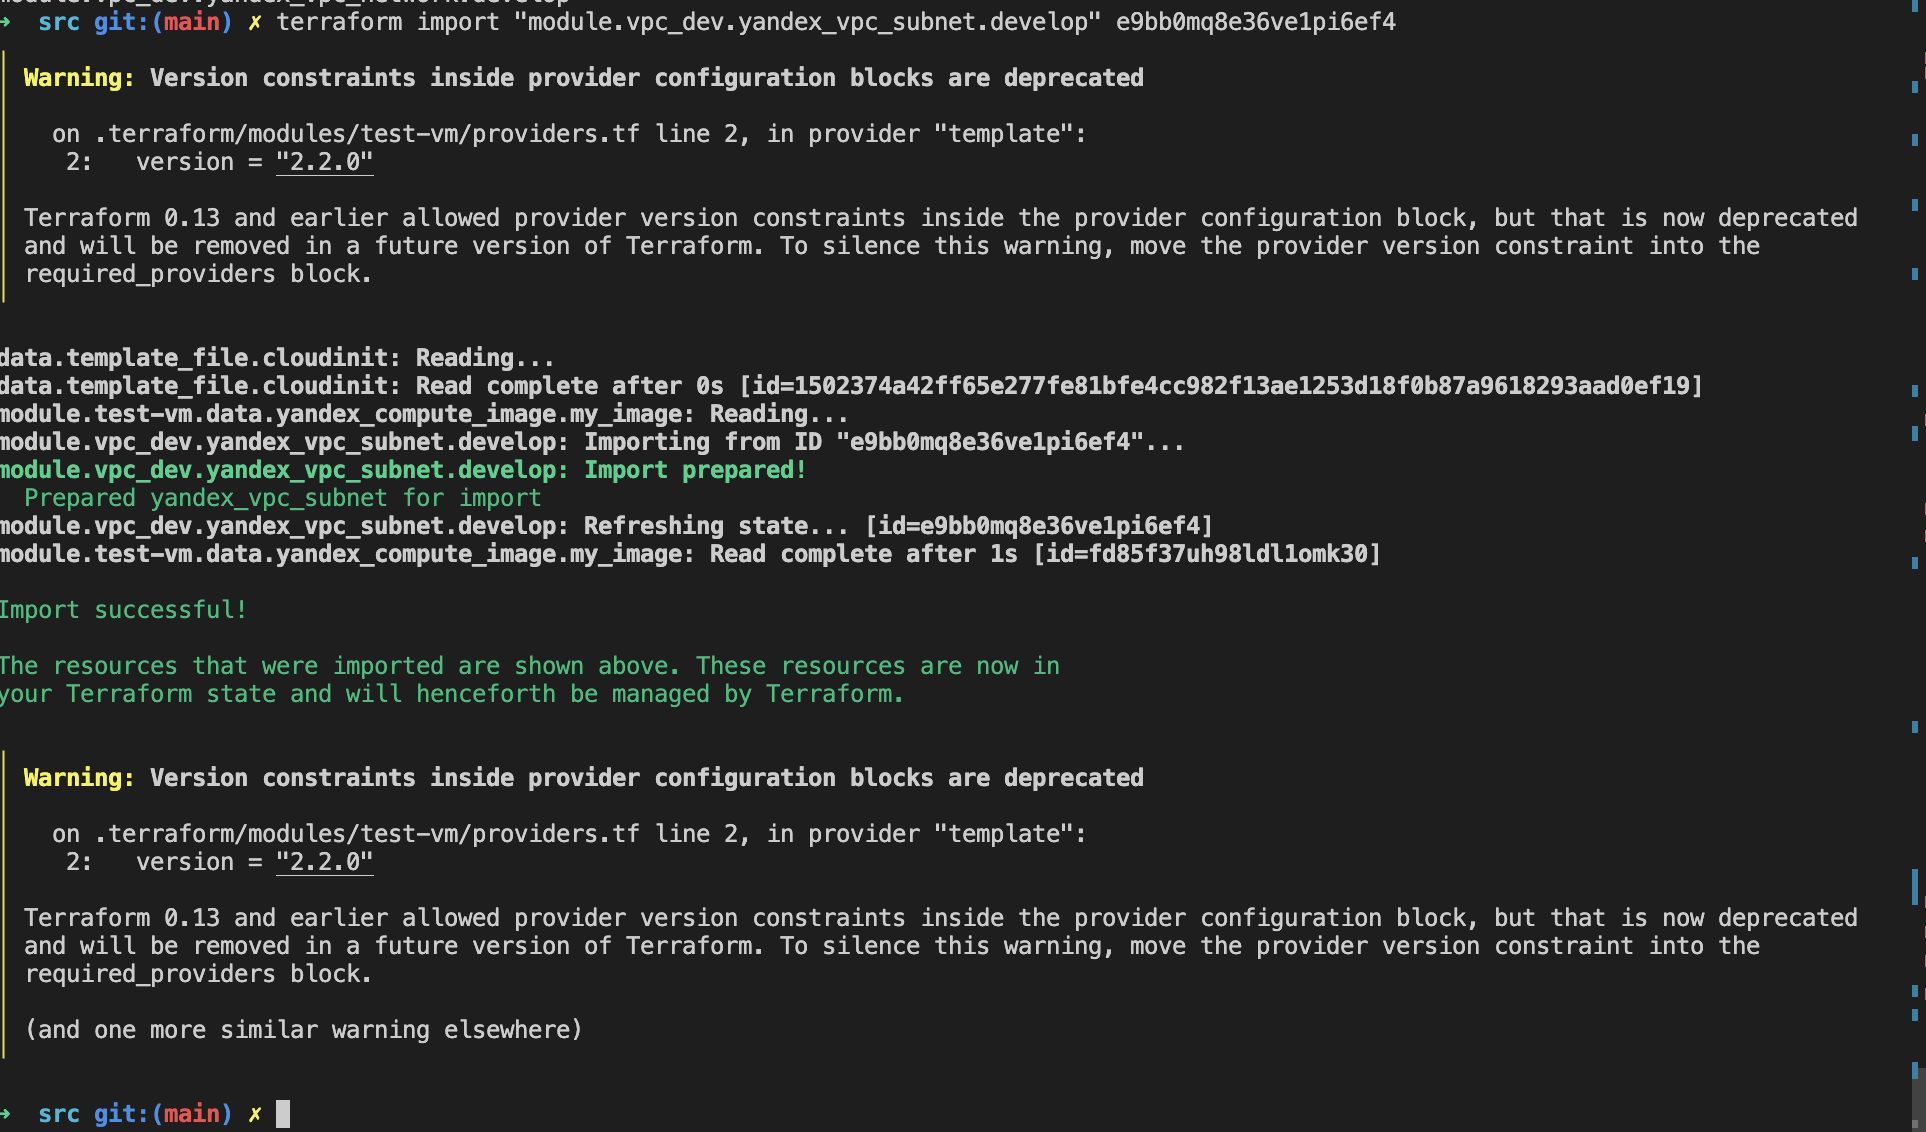 module.vpc_dev.yandex_vpc_network.develop
→  src git:(main) ✗ terraform import "module.vpc_dev.yandex_vpc_subnet.develop" e9bb0mq8e36ve1pi6ef4
Warning: Version constraints inside provider configuration blocks are deprecated
on .terraform/modules/test-vm/providers.tf line 2, in provider "template":
2:   version = "2.2.0"
Terraform 0.13 and earlier allowed provider version constraints inside the provider configuration block, but that is now deprecated
and will be removed in a future version of Terraform. To silence this warning, move the provider version constraint into the
required_providers block.
data.template_file.cloudinit: Reading...
data.template_file.cloudinit: Read complete after 0s [id=1502374a42ff65e277fe81bfe4cc982f13ae1253d18f0b87a9618293aad0ef19]
module.test-vm.data.yandex_compute_image.my_image: Reading...
module.vpc_dev.yandex_vpc_subnet.develop: Importing from ID "e9bb0mq8e36ve1pi6ef4"...
module.vpc_dev.yandex_vpc_subnet.develop: Import prepared!
Prepared yandex_vpc_subnet for import
module.vpc_dev.yandex_vpc_subnet.develop: Refreshing state... [id=e9bb0mq8e36ve1pi6ef4]
module.test-vm.data.yandex_compute_image.my_image: Read complete after 1s [id=fd85f37uh98ldl1omk30]
Import successful!
The resources that were imported are shown above. These resources are now in
your Terraform state and will henceforth be managed by Terraform.
Warning: Version constraints inside provider configuration blocks are deprecated
on .terraform/modules/test-vm/providers.tf line 2, in provider "template":
2:   version = "2.2.0"
Terraform 0.13 and earlier allowed provider version constraints inside the provider configuration block, but that is now deprecated
and will be removed in a future version of Terraform. To silence this warning, move the provider version constraint into the
required_providers block.
(and one more similar warning elsewhere)
→  src git:(main) ✗